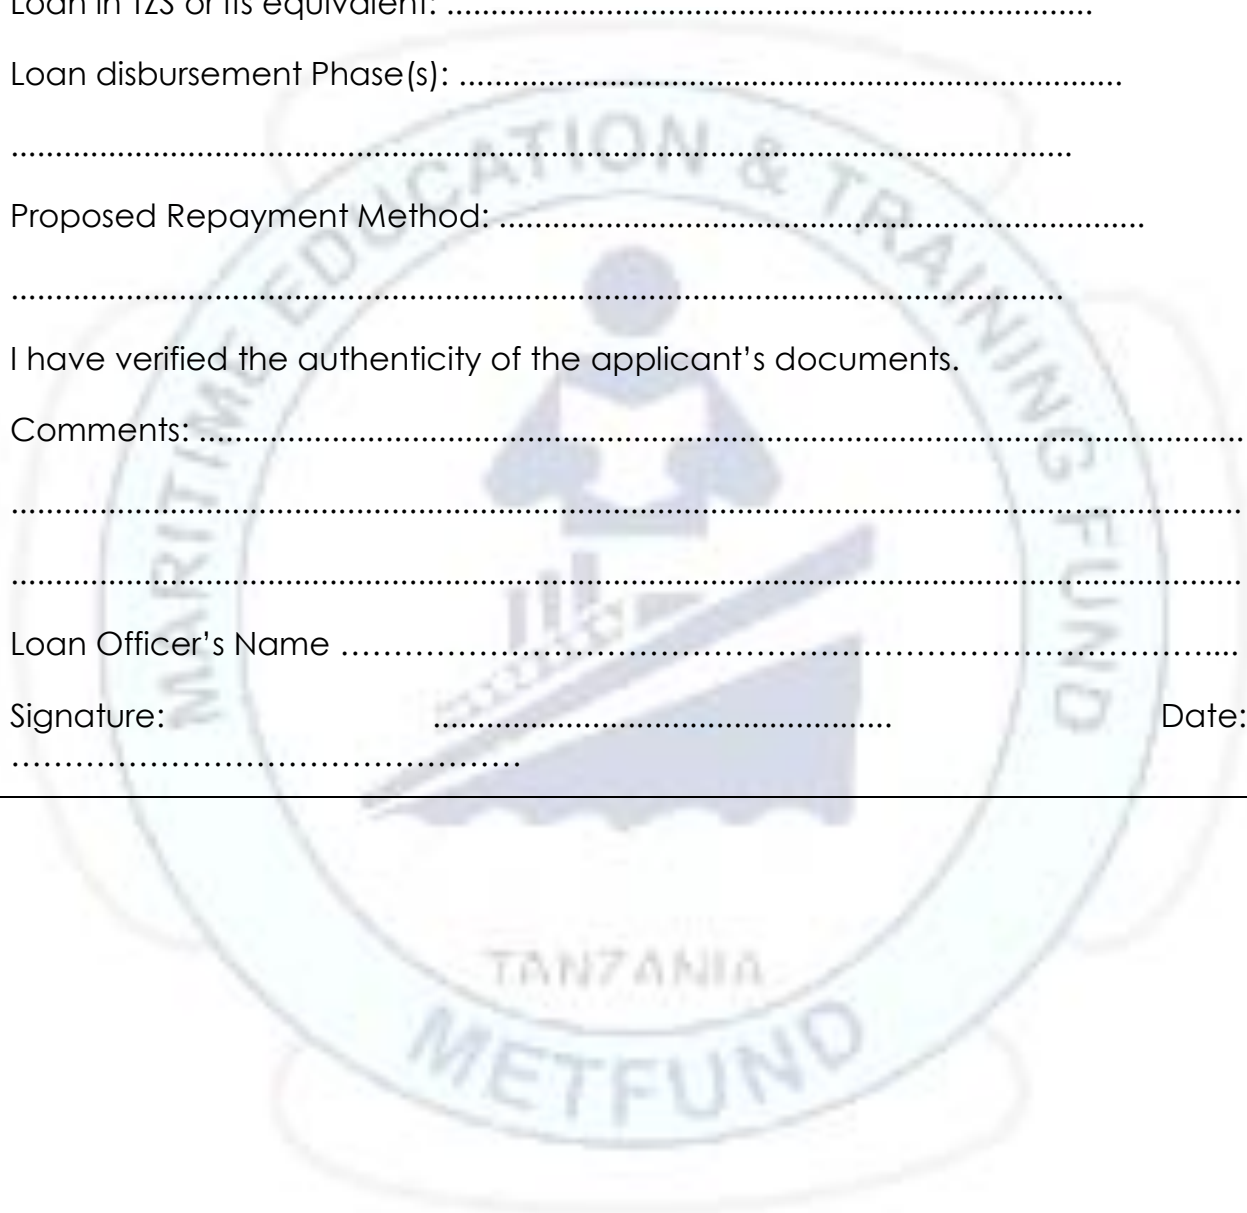 Loan in TZS or its equivalent: ..........................................................................
Loan disbursement Phase(s): ............................................................................
.........................................................................................................................
Proposed Repayment Method: ..........................................................................
........................................................................................................................
I have verified the authenticity of the applicant’s documents.
Comments: ........................................................................................................................
.............................................................................................................................................
.............................................................................................................................................
Loan Officer’s Name …………………………………………………………………………...
Signature: .................................................... Date:
…………………………………………
MARITIME EDUCATION & TRAINING FUND
TANZANIA
METFUND